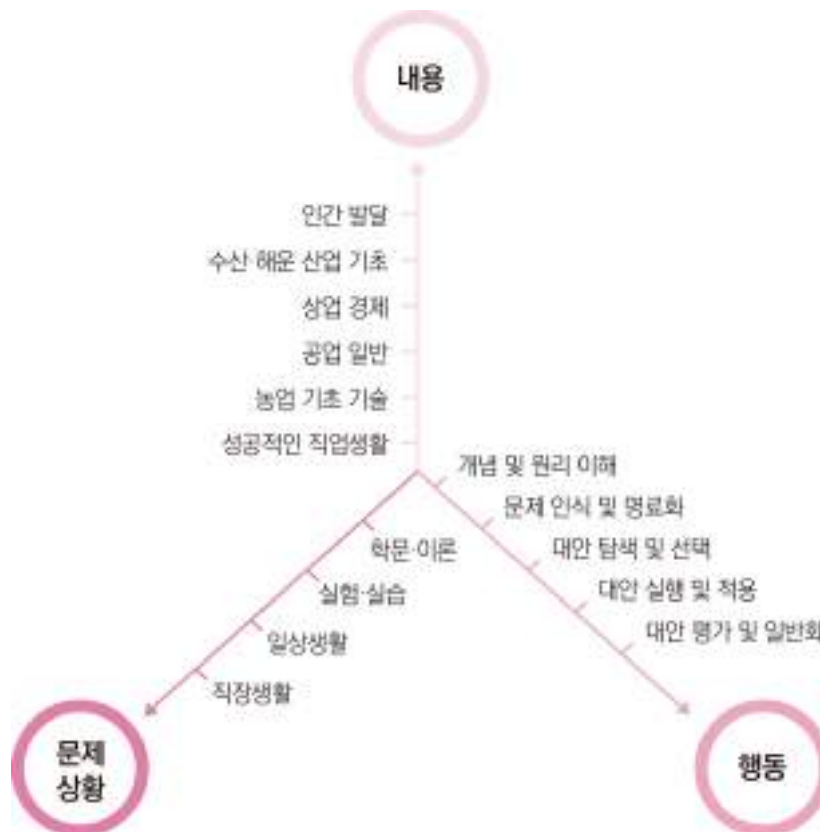 내용
인간 발달
수산·해운 산업 기초
상업 경제
공업 일반
농업 기초 기술
성공적인 직업생활
개념 및 원리 이해
문제 인식 및 명료화
대안 탐색 및 선택
대안 실행 및 적용
대안 평가 및 일반화
학문·이론
실험·실습
일상생활
직장생활
문제
상황
행동